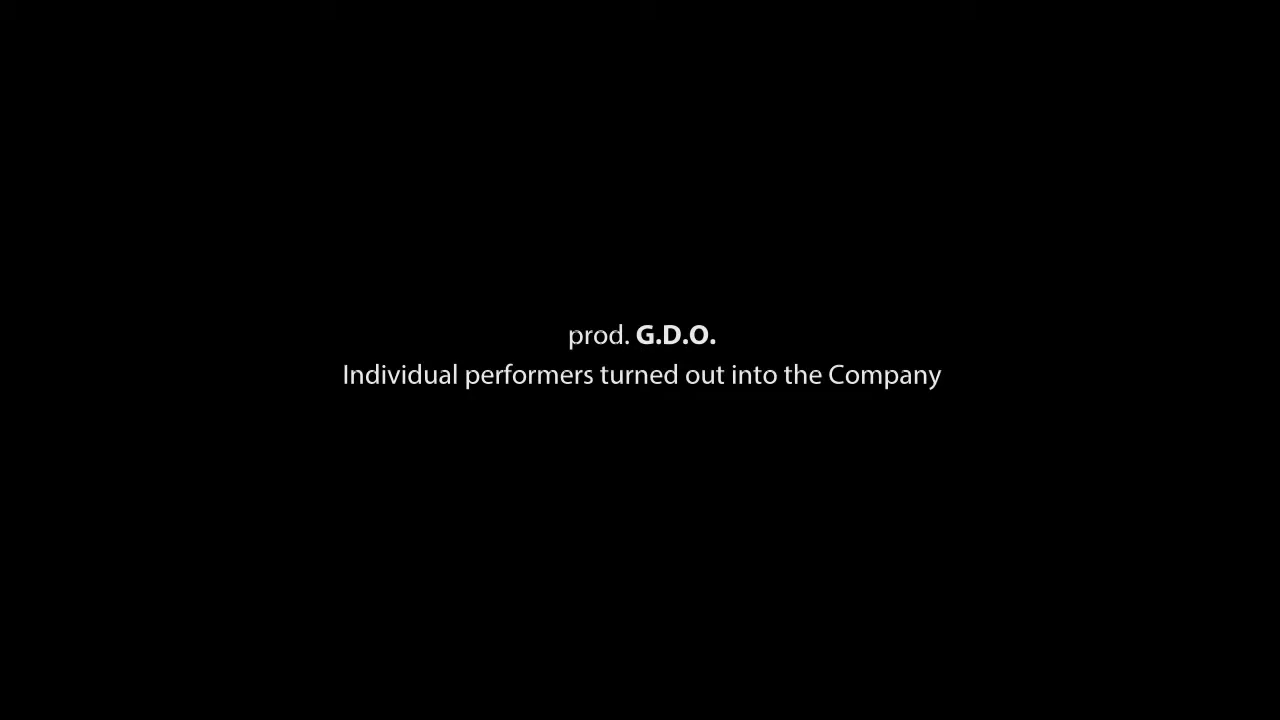 prod. G.D.O.
Individual performers turned out into the Company